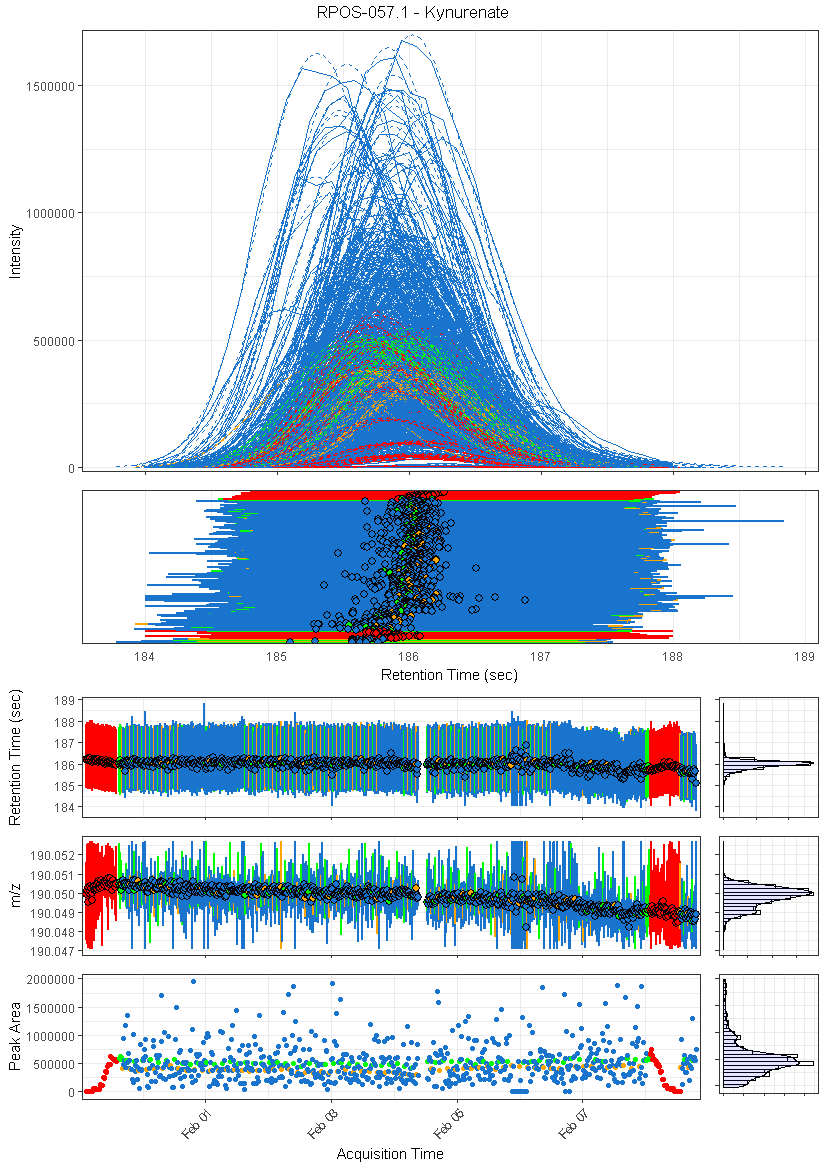 RPOS-057.1 - Kynurenate
Intensity
1500000
1000000
500000
0
184 185 186 187 188 189
Retention Time (sec)
Retention Time (sec)
189
188
187
186
185
184
m/z
190.052
190.051
190.050
190.049
190.048
190.047
Peak Area
2000000
1500000
1000000
500000
0
Feb 01 Feb 03 Feb 05 Feb 07
Acquisition Time